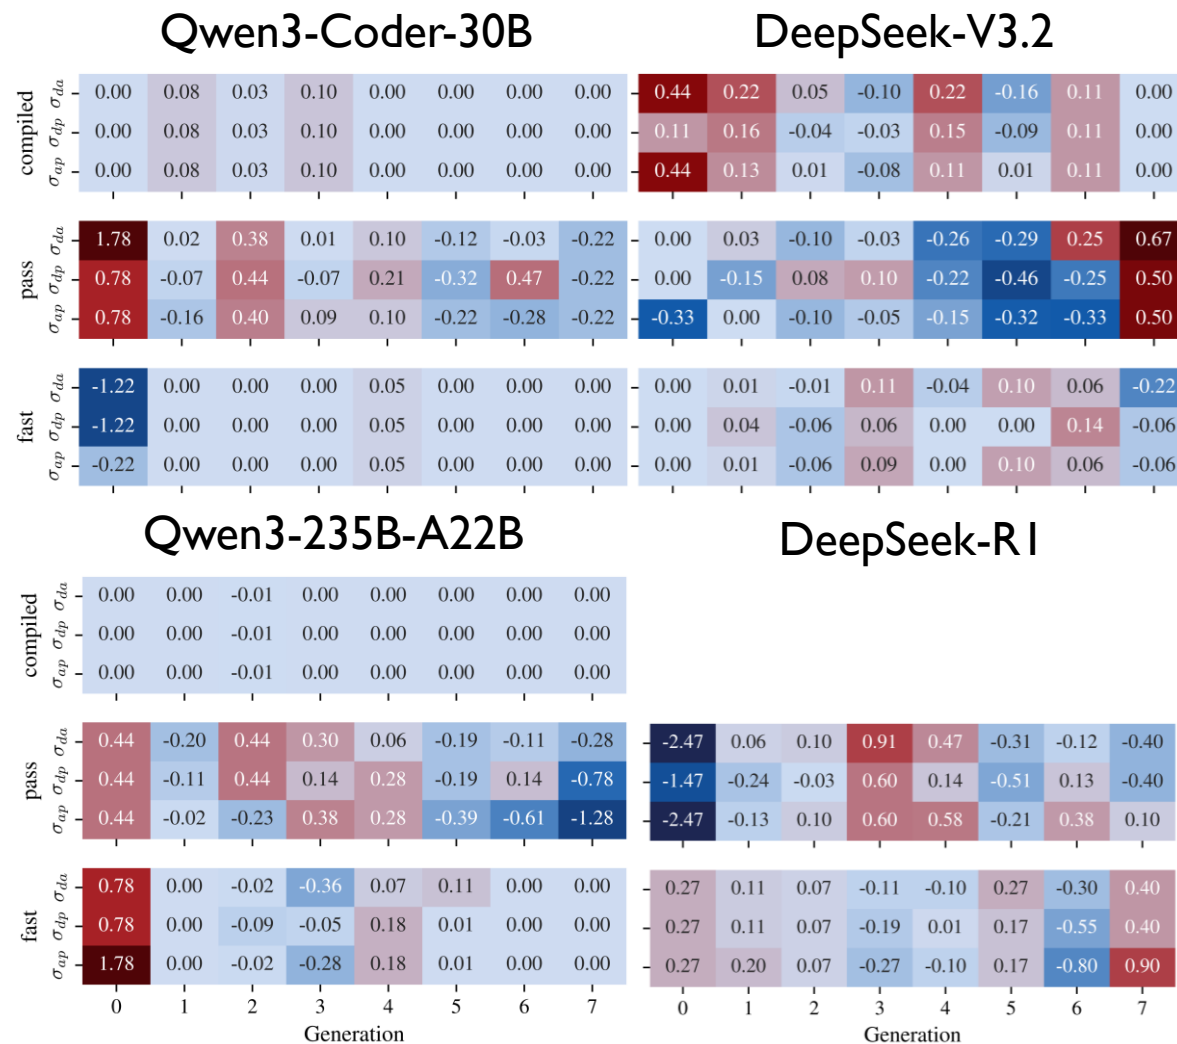 Qwen3-Coder-30B
DeepSeek-V3.2
compiled
σda 0.00 0.08 0.03 0.10 0.00 0.00 0.00 0.00
σdp 0.00 0.08 0.03 0.10 0.00 0.00 0.00 0.00
σap 0.00 0.08 0.03 0.10 0.00 0.00 0.00 0.00
0.44 0.22 0.05 -0.10 0.22 -0.16 0.11 0.00
0.11 0.16 -0.04 -0.03 0.15 -0.09 0.11 0.00
0.44 0.13 0.01 -0.08 0.11 0.01 0.11 0.00
pass
σda 1.78 0.02 0.38 0.01 0.10 -0.12 -0.03 -0.22
σdp 0.78 -0.07 0.44 -0.07 0.21 -0.32 0.47 -0.22
σap 0.78 -0.16 0.40 0.09 0.10 -0.22 -0.28 -0.22
0.00 0.03 -0.10 -0.03 -0.26 -0.29 0.25 0.67
0.00 -0.15 0.08 0.10 -0.22 -0.46 -0.25 0.50
-0.33 0.00 -0.10 -0.05 -0.15 -0.32 -0.33 0.50
fast
σda -1.22 0.00 0.00 0.00 0.05 0.00 0.00 0.00
σdp -1.22 0.00 0.00 0.00 0.05 0.00 0.00 0.00
σap -0.22 0.00 0.00 0.00 0.05 0.00 0.00 0.00
0.00 0.01 -0.01 0.11 -0.04 0.10 0.06 -0.22
0.00 0.04 -0.06 0.06 0.00 0.00 0.14 -0.06
0.00 0.01 -0.06 0.09 0.00 0.10 0.06 -0.06
Qwen3-235B-A22B
DeepSeek-R1
compiled
σda 0.00 0.00 -0.01 0.00 0.00 0.00 0.00 0.00
σdp 0.00 0.00 -0.01 0.00 0.00 0.00 0.00 0.00
σap 0.00 0.00 -0.01 0.00 0.00 0.00 0.00 0.00
pass
σda 0.44 -0.20 0.44 0.30 0.06 -0.19 -0.11 -0.28
σdp 0.44 -0.11 0.44 0.14 0.28 -0.19 0.14 -0.78
σap 0.44 -0.02 -0.23 0.38 0.28 -0.39 -0.61 -1.28
-2.47 0.06 0.10 0.91 0.47 -0.31 -0.12 -0.40
-1.47 -0.24 -0.03 0.60 0.14 -0.51 0.13 -0.40
-2.47 -0.13 0.10 0.60 0.58 -0.21 0.38 0.10
fast
σda 0.78 0.00 -0.02 -0.36 0.07 0.11 0.00 0.00
σdp 0.78 0.00 -0.09 -0.05 0.18 0.01 0.00 0.00
σap 1.78 0.00 -0.02 -0.28 0.18 0.01 0.00 0.00
0 1 2 3 4 5 6 7
Generation
0.27 0.11 0.07 -0.11 -0.10 0.27 -0.30 0.40
0.27 0.11 0.07 -0.19 0.01 0.17 -0.55 0.40
0.27 0.20 0.07 -0.27 -0.10 0.17 -0.80 0.90
0 1 2 3 4 5 6 7
Generation